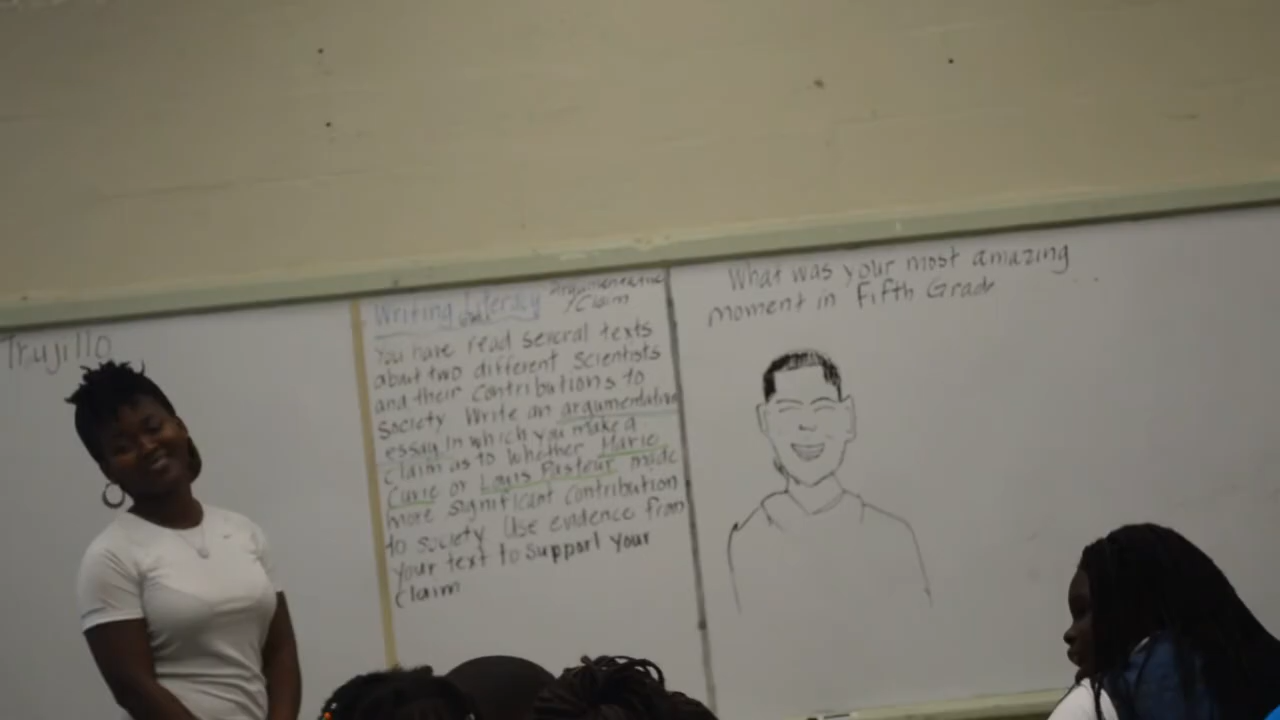 Trujillo
Writing Literacy
Argumentative
/Claim
You have read several texts
about two different Scientists
and their contributions to
society. Write an argumentative
essay in which you make a
claim as to whether Marie
Curie or Louis Pasteur made
more significant contribution
to society. Use evidence from
your text to support your
claim
What was your most amazing
moment in Fifth Grade